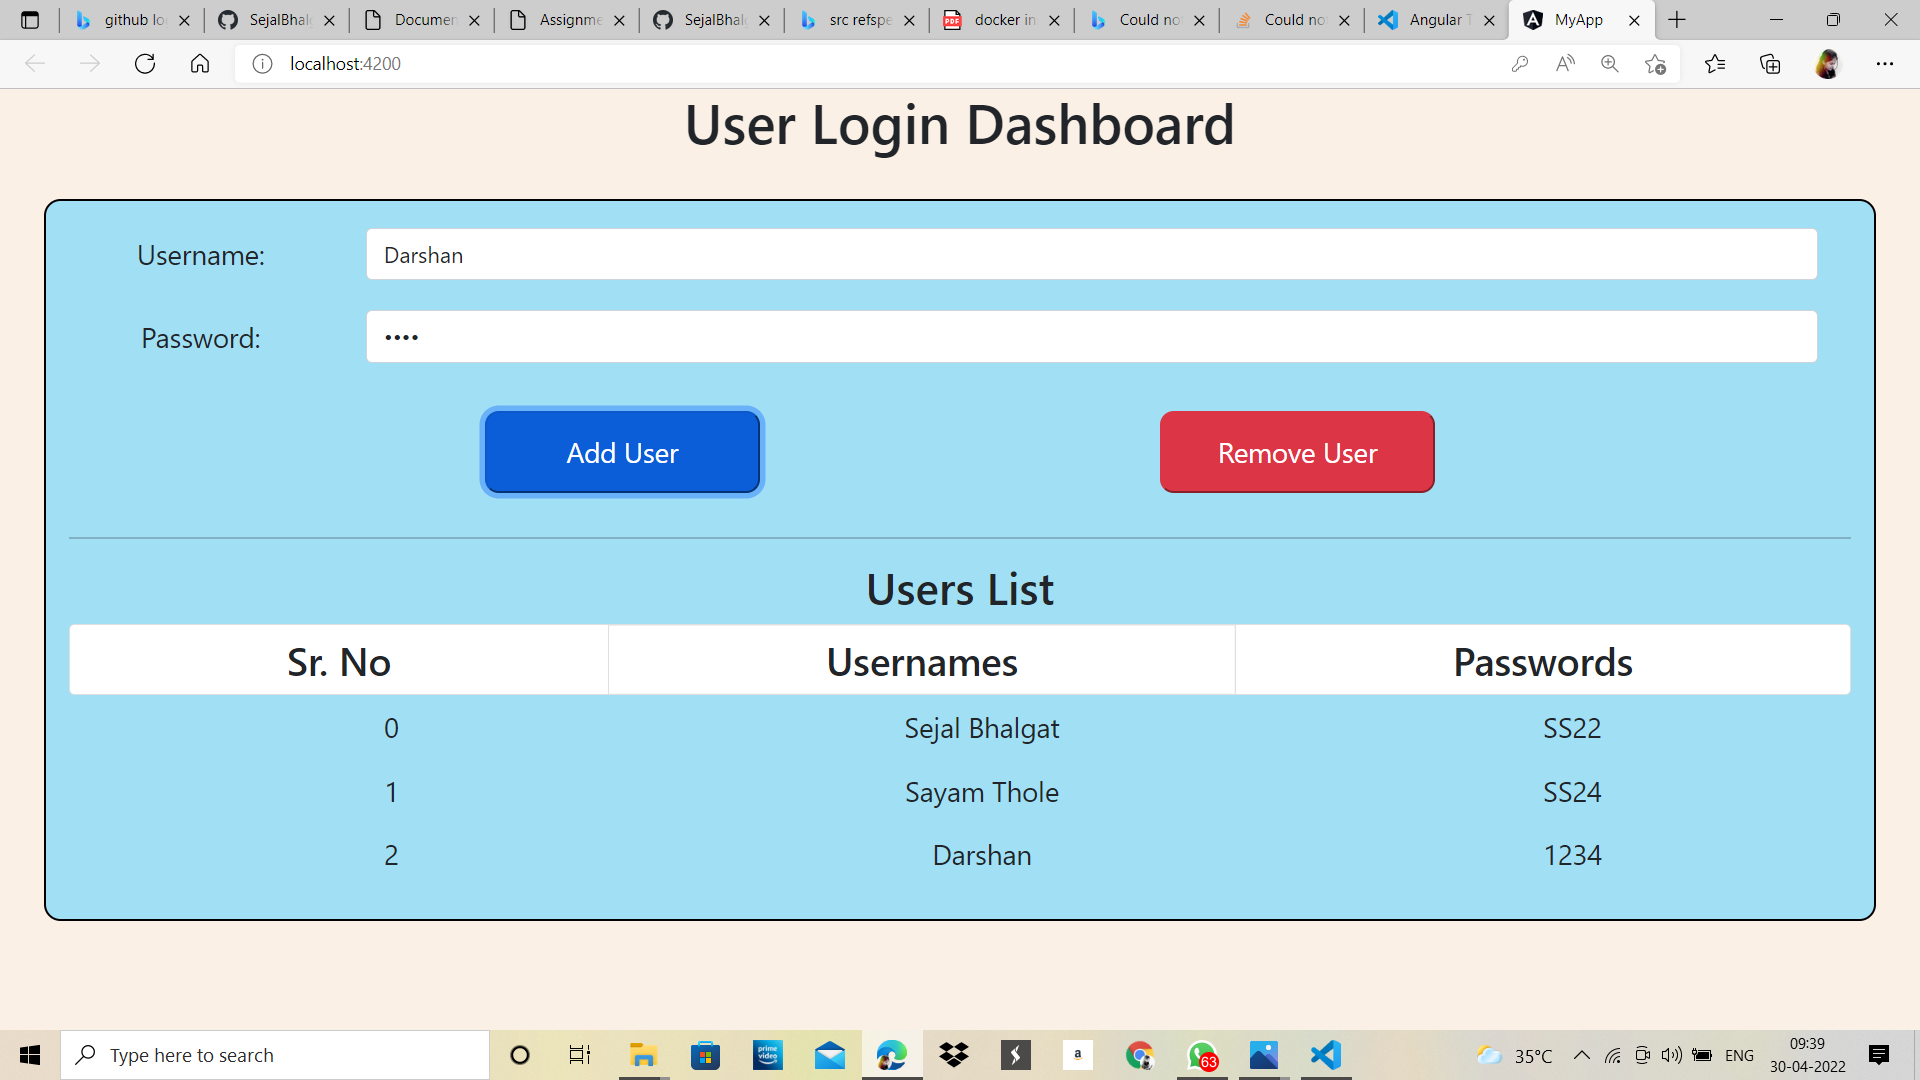 github lo
SejalBhal
Documen
Assignme
SejalBhal
src refspe
docker in
Could no
Could no
Angular T
MyApp
localhost:4200
User Login Dashboard
Username:
Darshan
Password:
••••
Add User
Remove User
Users List
Sr. No Usernames Passwords
0 Sejal Bhalgat SS22
1 Sayam Thole SS24
2 Darshan 1234
Type here to search
prime video
a
63
35°C
ENG
09:39
30-04-2022